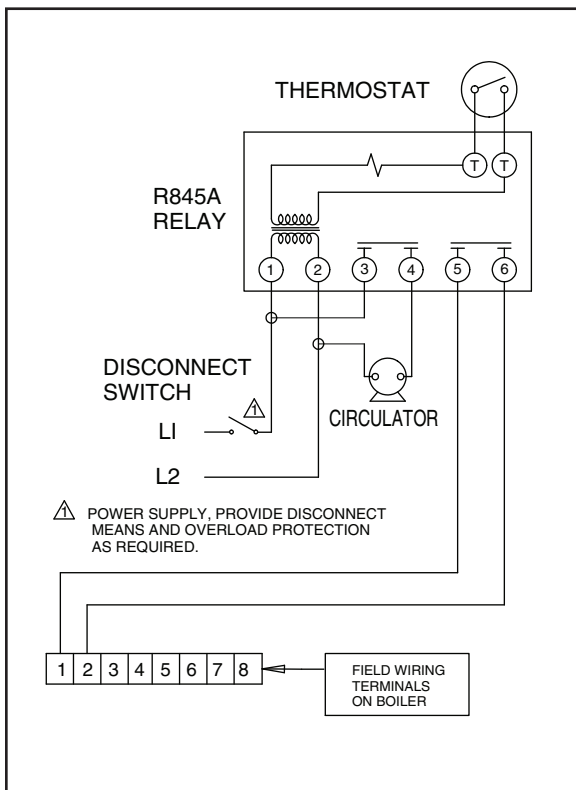 THERMOSTAT
T T
R845A
RELAY
1 2 3 4 5 6
DISCONNECT
SWITCH
1
CIRCULATOR
LI
L2
1 POWER SUPPLY, PROVIDE DISCONNECT
MEANS AND OVERLOAD PROTECTION
AS REQUIRED.
1 2 3 4 5 6 7 8
FIELD WIRING
TERMINALS
ON BOILER